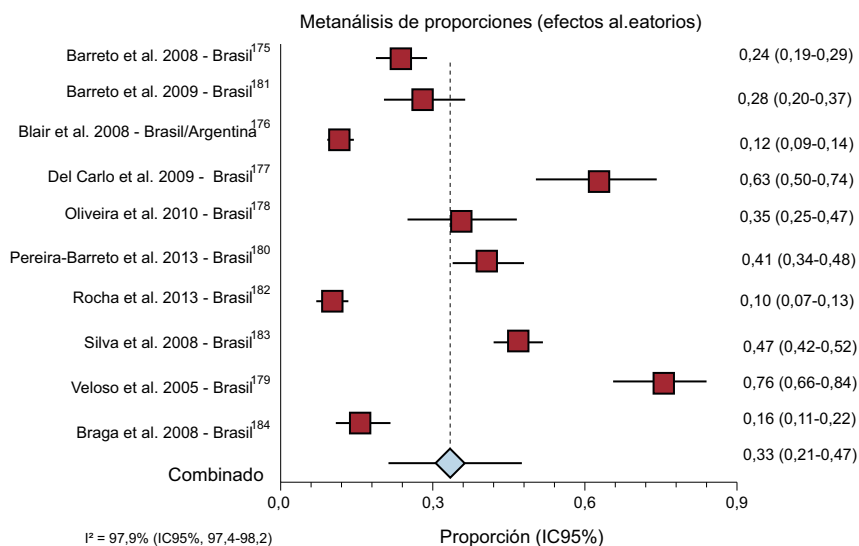 Metanálisis de proporciones (efectos al.eatorios)
Barreto et al. 2008 - Brasil175 0,24 (0,19-0,29)
Barreto et al. 2009 - Brasil181 0,28 (0,20-0,37)
Blair et al. 2008 - Brasil/Argentina176 0,12 (0,09-0,14)
Del Carlo et al. 2009 - Brasil177 0,63 (0,50-0,74)
Oliveira et al. 2010 - Brasil178 0,35 (0,25-0,47)
Pereira-Barreto et al. 2013 - Brasil180 0,41 (0,34-0,48)
Rocha et al. 2013 - Brasil182 0,10 (0,07-0,13)
Silva et al. 2008 - Brasil183 0,47 (0,42-0,52)
Veloso et al. 2005 - Brasil179 0,76 (0,66-0,84)
Braga et al. 2008 - Brasil184 0,16 (0,11-0,22)
Combinado 0,33 (0,21-0,47)
0,0 0,3 0,6 0,9
I² = 97,9% (IC95%, 97,4-98,2) Proporción (IC95%)